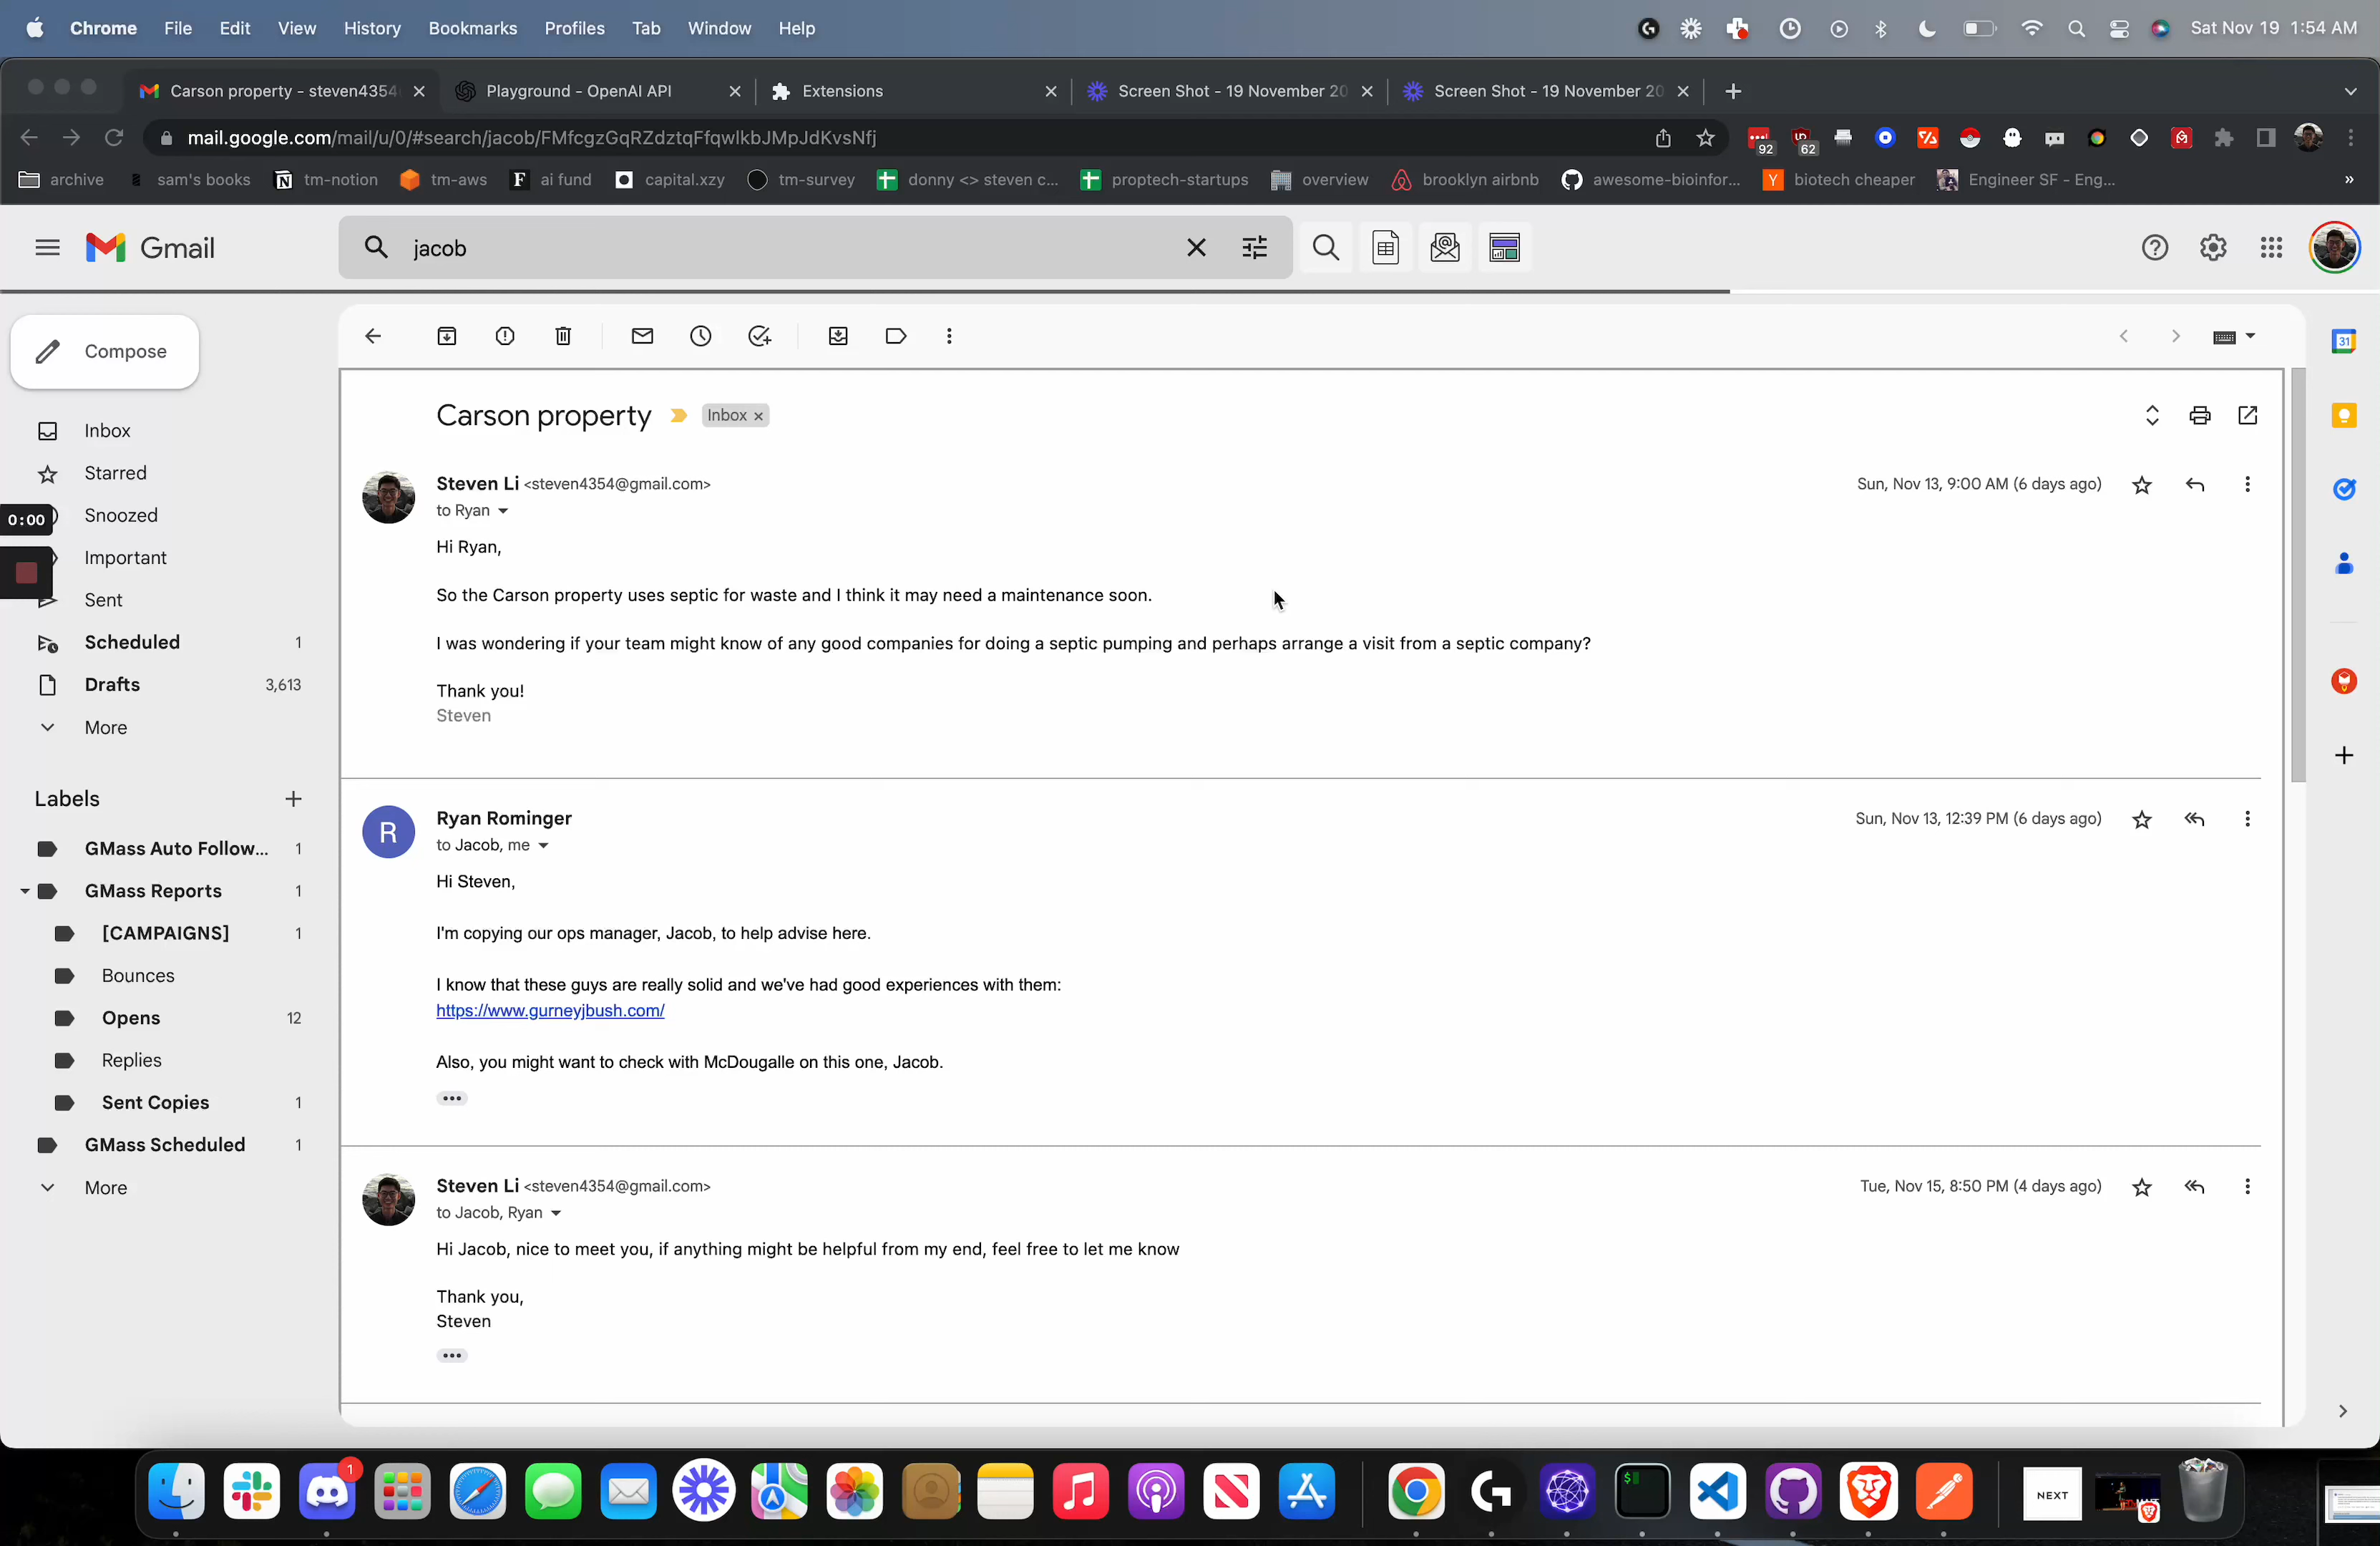 Chrome File Edit View History Bookmarks Profiles Tab Window Help Sat Nov 19 1:54 AM
Carson property - steven4354 Playground - OpenAI API Extensions Screen Shot - 19 November 20 Screen Shot - 19 November 20
mail.google.com/mail/u/0/#search/jacob/FMfcgzGqRZdztqFfqwlkbJMpJdKvsNfj 92 62
archive sam's books tm-notion tm-aws ai fund capital.xzy tm-survey donny <> steven c... proptech-startups overview brooklyn airbnb awesome-bioinfor... biotech cheaper Engineer SF - Eng... »
Gmail
jacob
Compose
Inbox
Starred
Snoozed
0:00
Important
Sent
Scheduled 1
Drafts 3,613
More
Labels
GMass Auto Follow... 1
GMass Reports 1
[CAMPAIGNS] 1
Bounces
Opens 12
Replies
Sent Copies 1
GMass Scheduled 1
More
Carson property Inbox
Steven Li <steven4354@gmail.com> Sun, Nov 13, 9:00 AM (6 days ago)
to Ryan
Hi Ryan,
So the Carson property uses septic for waste and I think it may need a maintenance soon.
I was wondering if your team might know of any good companies for doing a septic pumping and perhaps arrange a visit from a septic company?
Thank you!
Steven
R
Ryan Rominger Sun, Nov 13, 12:39 PM (6 days ago)
to Jacob, me
Hi Steven,
I'm copying our ops manager, Jacob, to help advise here.
I know that these guys are really solid and we've had good experiences with them:
https://www.gurneyjbush.com/
Also, you might want to check with McDougalle on this one, Jacob.
Steven Li <steven4354@gmail.com> Tue, Nov 15, 8:50 PM (4 days ago)
to Jacob, Ryan
Hi Jacob, nice to meet you, if anything might be helpful from my end, feel free to let me know
Thank you,
Steven
31
1
NEXT